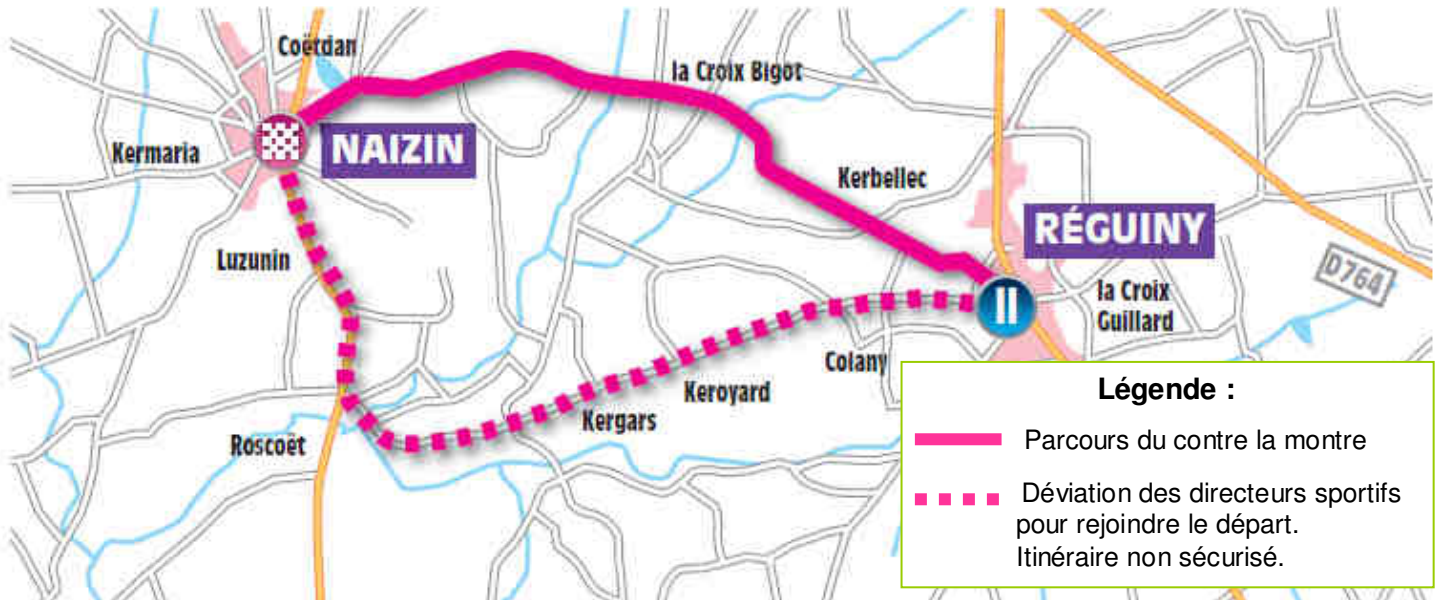 Coëtdan
la Croix Bigot
NAIZIN
Kermaria
Kerbellec
RÉGUINY
Luzunin
D764
la Croix
Guillard
Colany
Keroyard
Kergars
Roscoët
Légende :
Parcours du contre la montre
Déviation des directeurs sportifs
pour rejoindre le départ.
Itinéraire non sécurisé.